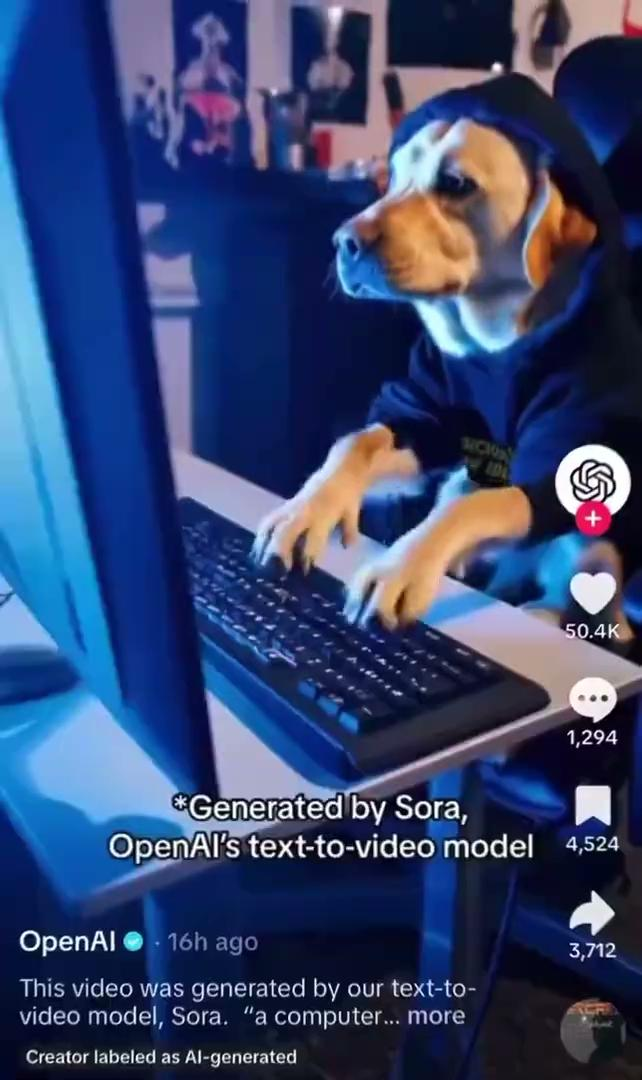 50.4K
1,294
*Generated by Sora,
OpenAI's text-to-video model
4,524
OpenAI · 16h ago
3,712
This video was generated by our text-to-
video model, Sora. “a computer... more
Creator labeled as AI-generated